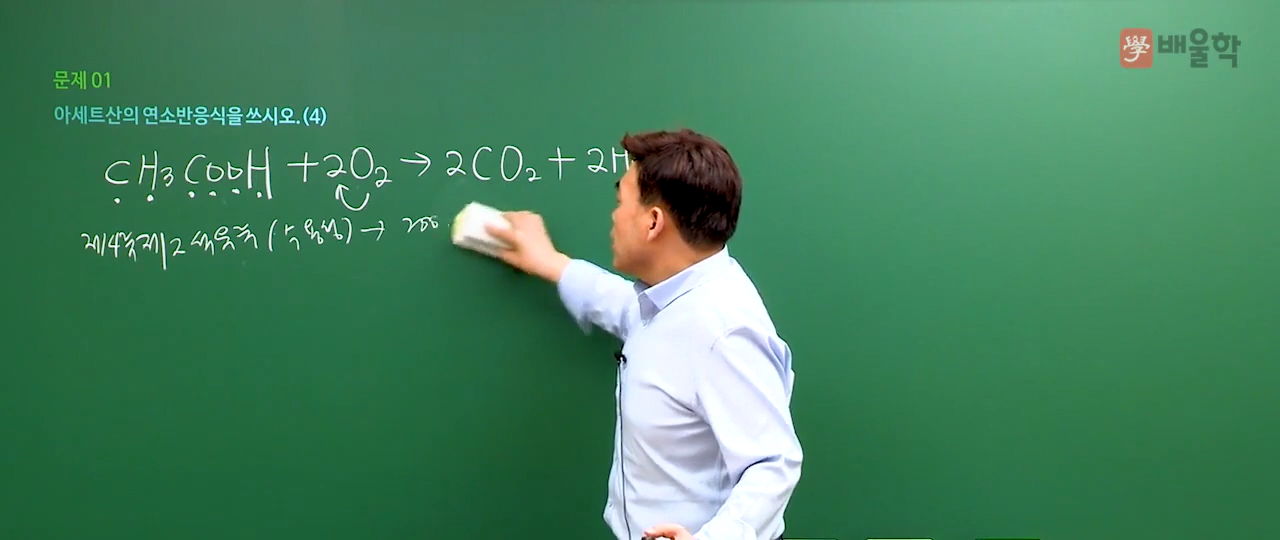 學 배울학
문제 01
아세트산의 연소반응식을 쓰시오. (4)
CH₃COOH + 2O₂ → 2CO₂ + 2H
제4류 제2석유류 (수용성) → 200